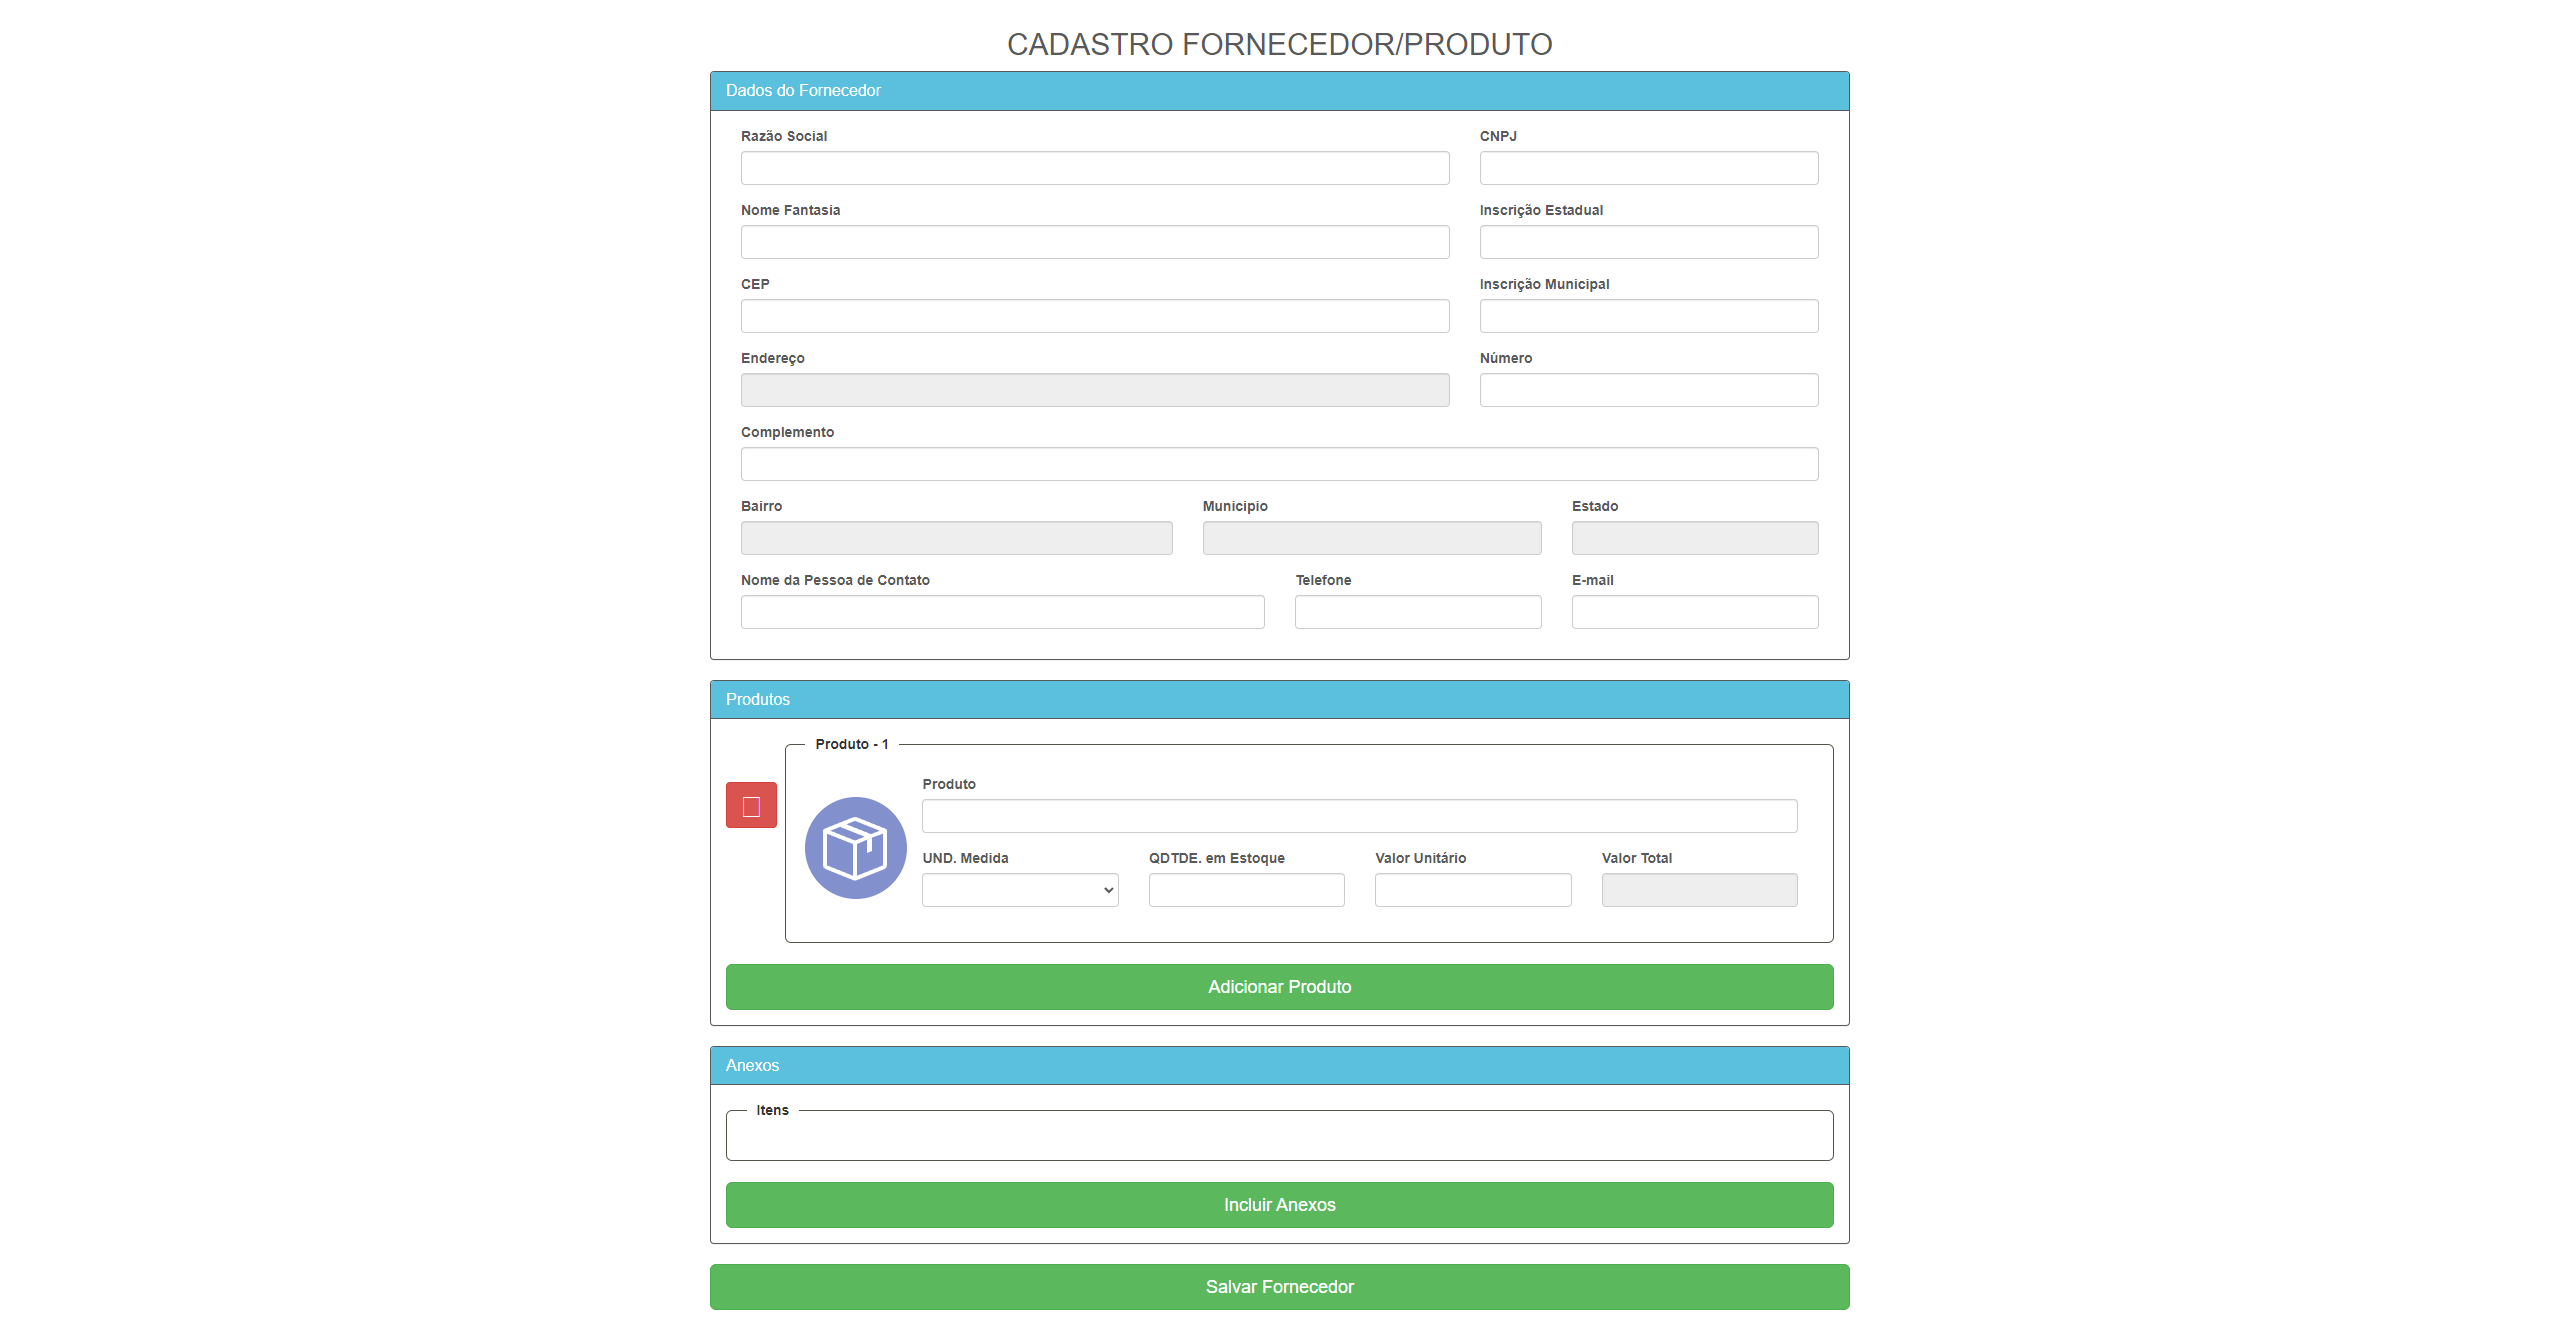 CADASTRO FORNECEDOR/PRODUTO
Dados do Fornecedor
Razão Social CNPJ
Nome Fantasia Inscrição Estadual
CEP Inscrição Municipal
Endereço Número
Complemento
Bairro Municipio Estado
Nome da Pessoa de Contato Telefone E-mail
Produtos
Produto - 1
Produto
UND. Medida QDTDE. em Estoque Valor Unitário Valor Total
Adicionar Produto
Anexos
Itens
Incluir Anexos
Salvar Fornecedor